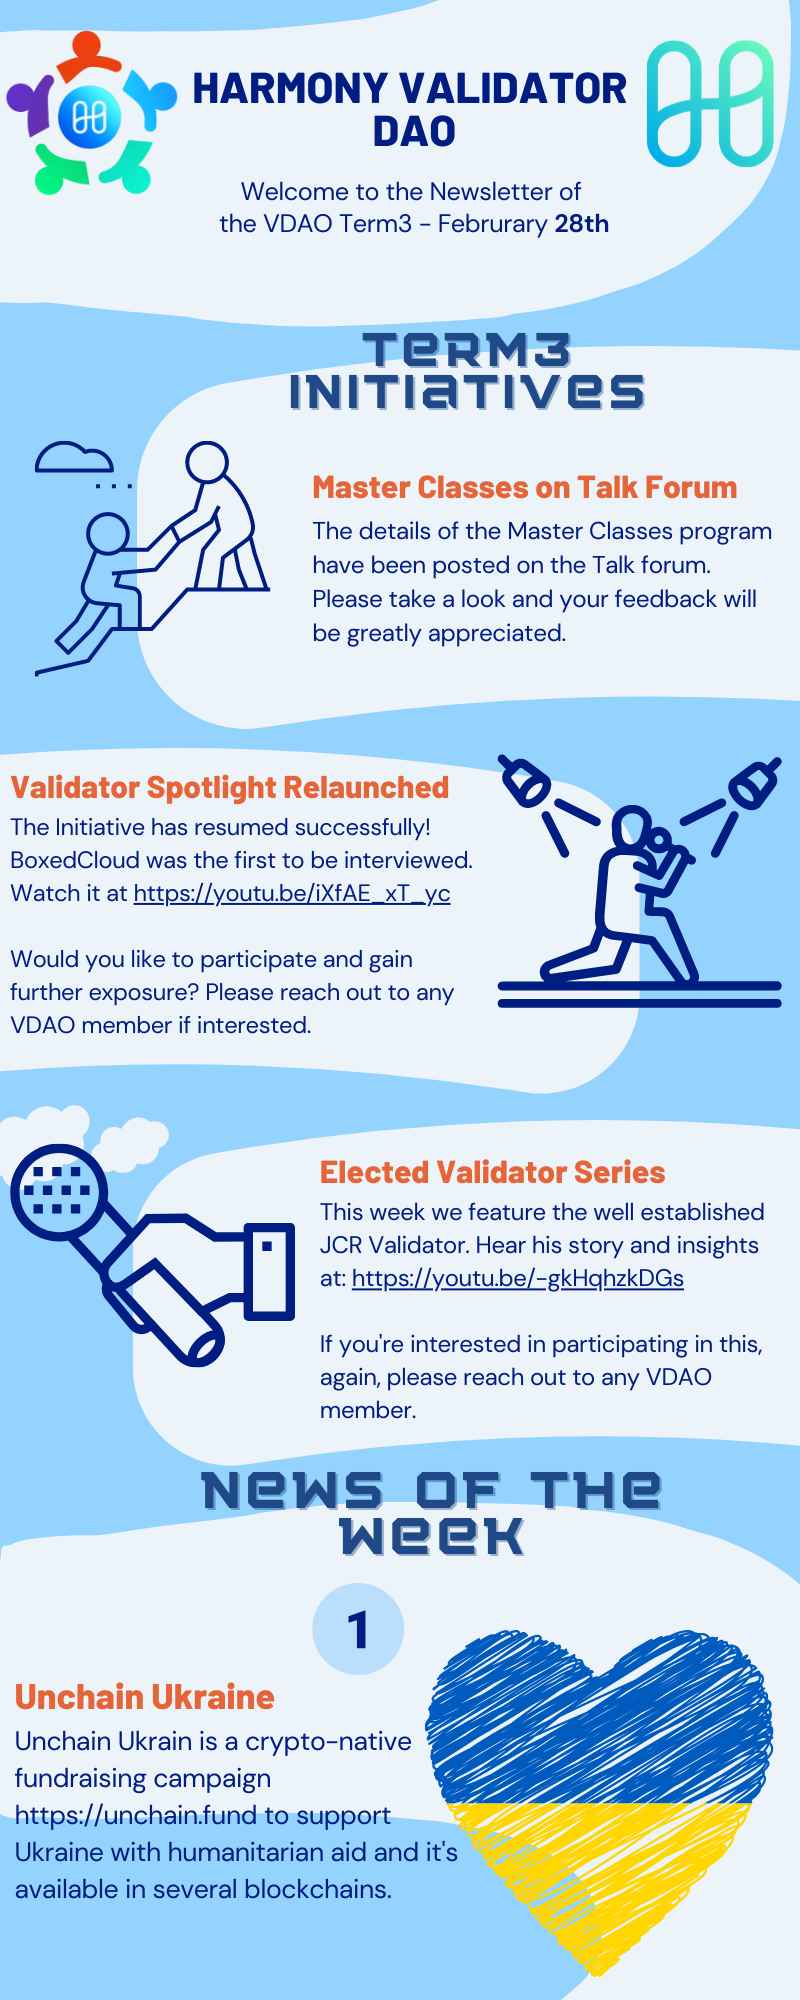 HARMONY VALIDATOR
DAO
Welcome to the Newsletter of
the VDAO Term3 - Februrary 28th
TERM3
INITIATIVES
Master Classes on Talk Forum
The details of the Master Classes program
have been posted on the Talk forum.
Please take a look and your feedback will
be greatly appreciated.
Validator Spotlight Relaunched
The Initiative has resumed successfully!
BoxedCloud was the first to be interviewed.
Watch it at https://youtu.be/iXfAE_xT_yc
Would you like to participate and gain
further exposure? Please reach out to any
VDAO member if interested.
Elected Validator Series
This week we feature the well established
JCR Validator. Hear his story and insights
at: https://youtu.be/-gkHqhzkDGs
If you're interested in participating in this,
again, please reach out to any VDAO
member.
NEWS OF THE
WEEK
1
Unchain Ukraine
Unchain Ukrain is a crypto-native
fundraising campaign
https://unchain.fund to support
Ukraine with humanitarian aid and it's
available in several blockchains.